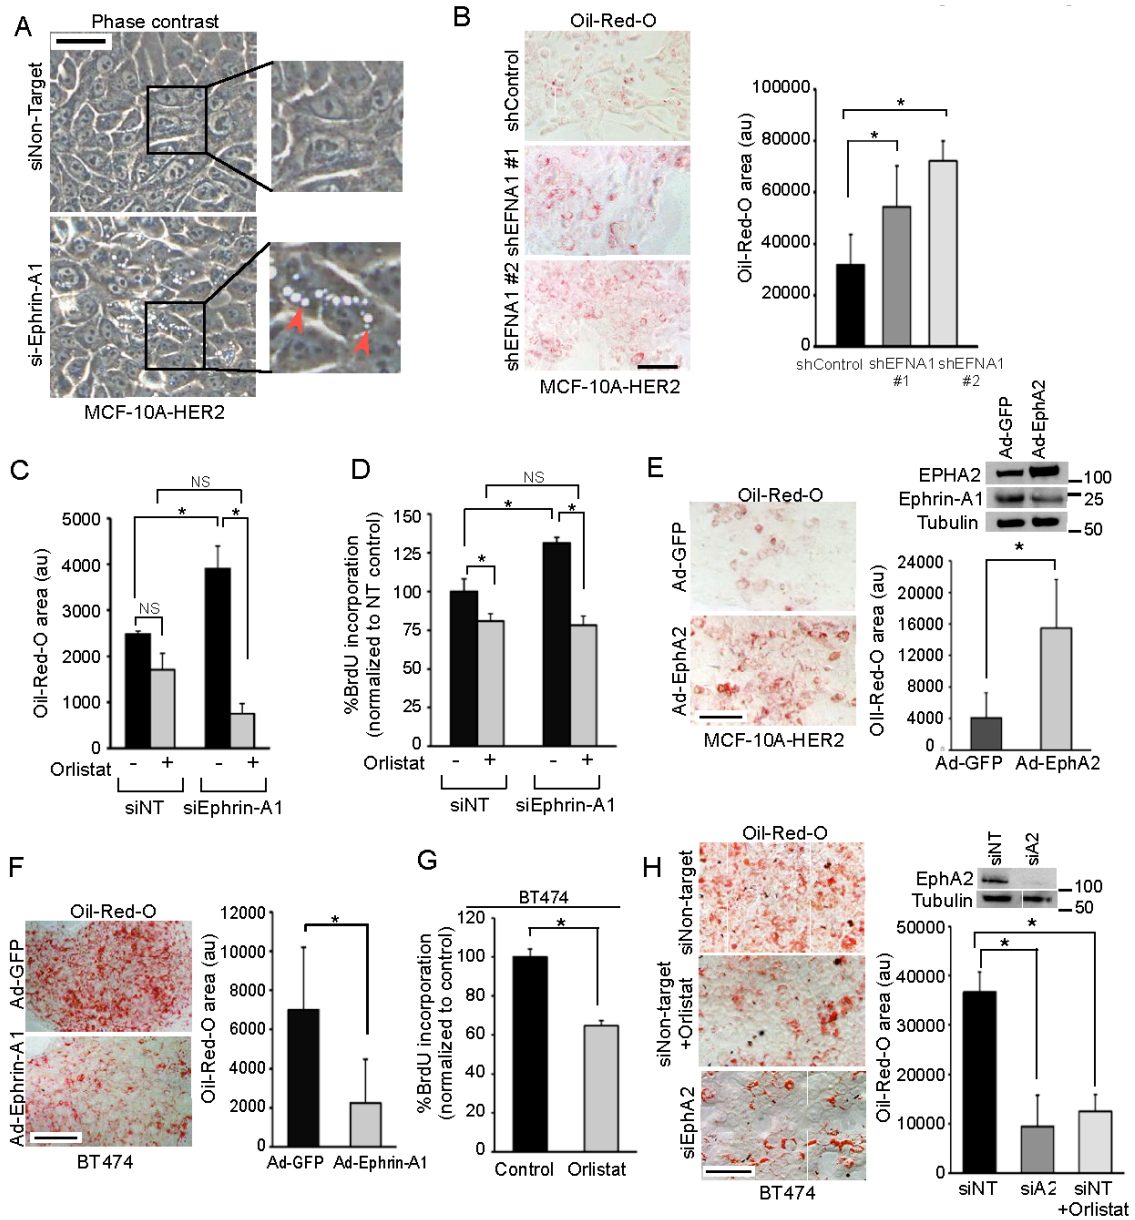 A
Phase contrast
siNon-Target
si-Ephrin-A1
MCF-10A-HER2
B
Oil-Red-O
shControl
shEFNA1 #1
shEFNA1 #2
MCF-10A-HER2
Oil-Red-O area (au)
100000
80000
60000
40000
20000
0
*
*
shControl shEFNA1 shEFNA1
#1 #2
C
Oil-Red-O area (au)
5000
4000
3000
2000
1000
0
NS
*
*
NS
Orlistat - + - +
siNT siEphrin-A1
D
%BrdU incorporation
(normalized to NT control)
150
125
100
75
50
25
0
NS
*
*
*
Orlistat - + - +
siNT siEphrin-A1
E
Oil-Red-O
Ad-GFP
Ad-EphA2
MCF-10A-HER2
Ad-GFP
Ad-EphA2
EPHA2
100
Ephrin-A1
25
Tubulin
50
OIl-Red-O area (au)
24000
20000
16000
12000
8000
4000
0
*
Ad-GFP Ad-EphA2
F
Oil-Red-O
Ad-GFP
Ad-Ephrin-A1
BT474
Oil-Red-O area (au)
12000
10000
8000
6000
4000
2000
0
*
Ad-GFP Ad-Ephrin-A1
G
BT474
%BrdU incorporation
(normalized to control)
120
100
80
60
40
20
0
*
Control Orlistat
H
Oil-Red-O
siNon-target
siNon-target
+Orlistat
siEphA2
BT474
siNT
siA2
EphA2
100
Tubulin
50
Oil-Red-O area (au)
50000
40000
30000
20000
10000
0
*
*
siNT siA2 siNT
+Orlistat